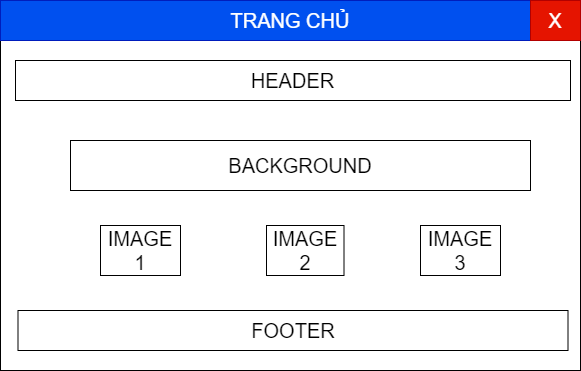 TRANG CHỦ X
HEADER
BACKGROUND
IMAGE IMAGE IMAGE
1 2 3
FOOTER